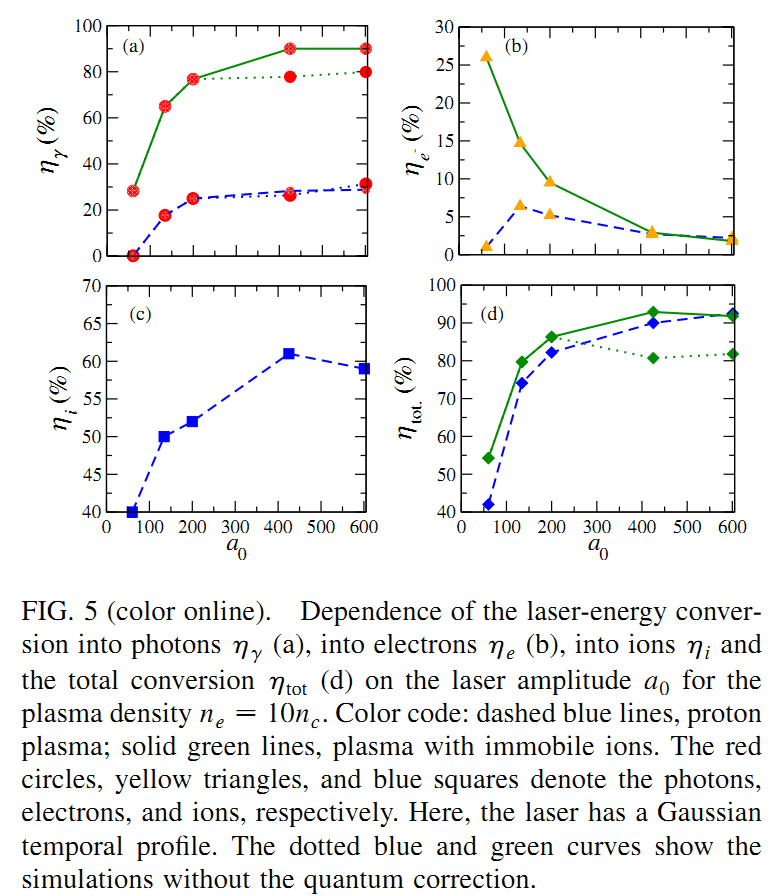 100
(a)
80
60
40
20
0
η_γ (%)
30
(b)
25
20
15
10
5
0
η_e⁻ (%)
70
(c)
65
60
55
50
45
40
0 100 200 300 400 500 600
η_i (%)
a₀
100
(d)
90
80
70
60
50
40
0 100 200 300 400 500 600
η_tot. (%)
a₀
FIG. 5 (color online). Dependence of the laser-energy conver-
sion into photons η_γ (a), into electrons η_e (b), into ions η_i and
the total conversion η_tot (d) on the laser amplitude a₀ for the
plasma density n_e = 10n_c. Color code: dashed blue lines, proton
plasma; solid green lines, plasma with immobile ions. The red
circles, yellow triangles, and blue squares denote the photons,
electrons, and ions, respectively. Here, the laser has a Gaussian
temporal profile. The dotted blue and green curves show the
simulations without the quantum correction.